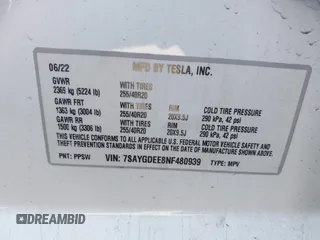 06/22 MFD BY TESLA, INC.
GVWR WITH TIRES
2369 kg (5224 lb) 255/40R20
GAWR FRT WITH TIRES RIM COLD TIRE PRESSURE
1363 kg (3004 lb) 255/40R20 20X9.5J 290 kPa, 42 psi
GAWR RR WITH TIRES RIM COLD TIRE PRESSURE
1500 kg (3306 lb) 255/40R20 20X9.5J 290 kPa, 42 psi
THIS VEHICLE CONFORMS TO ALL APPLICABLE U.S. FEDERAL MOTOR VEHICLE
SAFETY STANDARDS IN EFFECT ON THE DATE OF MANUFACTURE SHOWN ABOVE.
PNT: PPSW VIN: 7SAYGDEE8NF480939 TYPE: MPV
DREAMBID